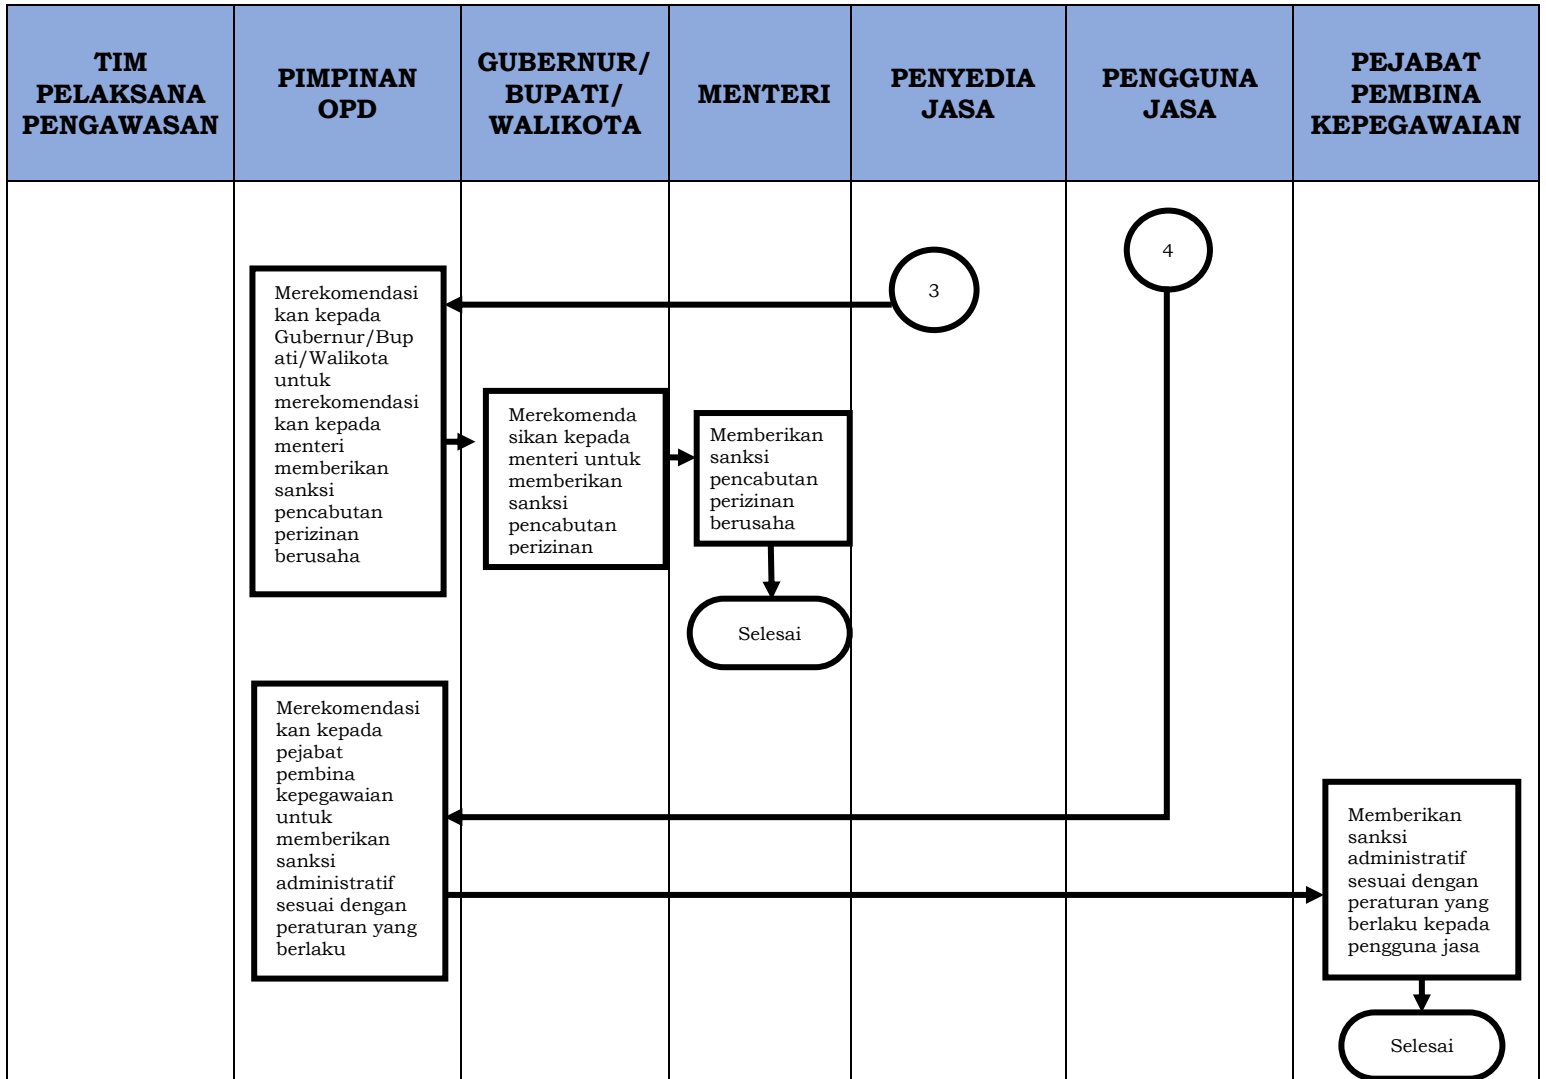 TIM
PELAKSANA
PENGAWASAN
PIMPINAN
OPD
GUBERNUR/
BUPATI/
WALIKOTA
MENTERI
PENYEDIA
JASA
PENGGUNA
JASA
PEJABAT
PEMBINA
KEPEGAWAIAN
4
3
Merekomendasi
kan kepada
Gubernur/Bup
ati/Walikota
untuk
merekomendasi
kan kepada
menteri
memberikan
sanksi
pencabutan
perizinan
berusaha
Merekomenda
sikan kepada
menteri untuk
memberikan
sanksi
pencabutan
perizinan
Memberikan
sanksi
pencabutan
perizinan
berusaha
Selesai
Merekomendasi
kan kepada
pejabat
pembina
kepegawaian
untuk
memberikan
sanksi
administratif
sesuai dengan
peraturan yang
berlaku
Memberikan
sanksi
administratif
sesuai dengan
peraturan yang
berlaku kepada
pengguna jasa
Selesai